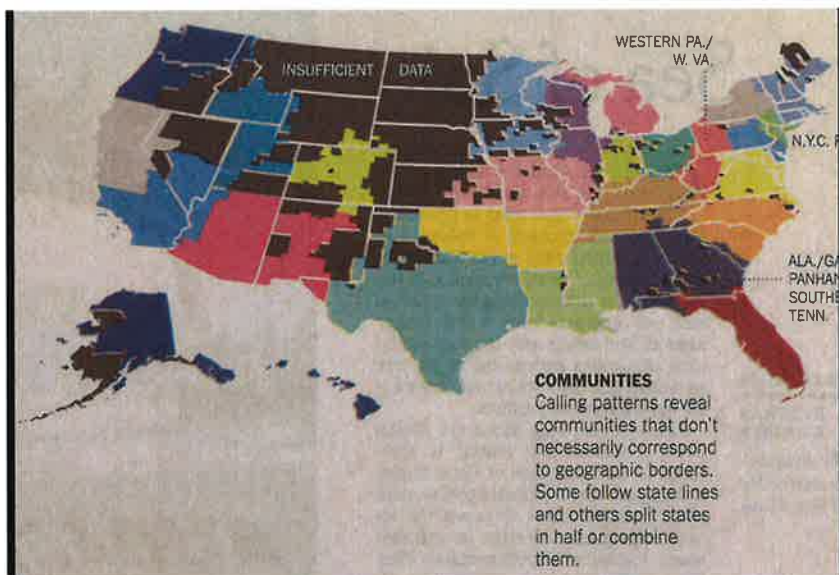 WESTERN PA./
W. VA.
INSUFFICIENT DATA
N.Y.C.
ALA./GA
PANHAN
SOUTHE
TENN.
COMMUNITIES
Calling patterns reveal
communities that don't
necessarily correspond
to geographic borders.
Some follow state lines
and others split states
in half or combine
them.